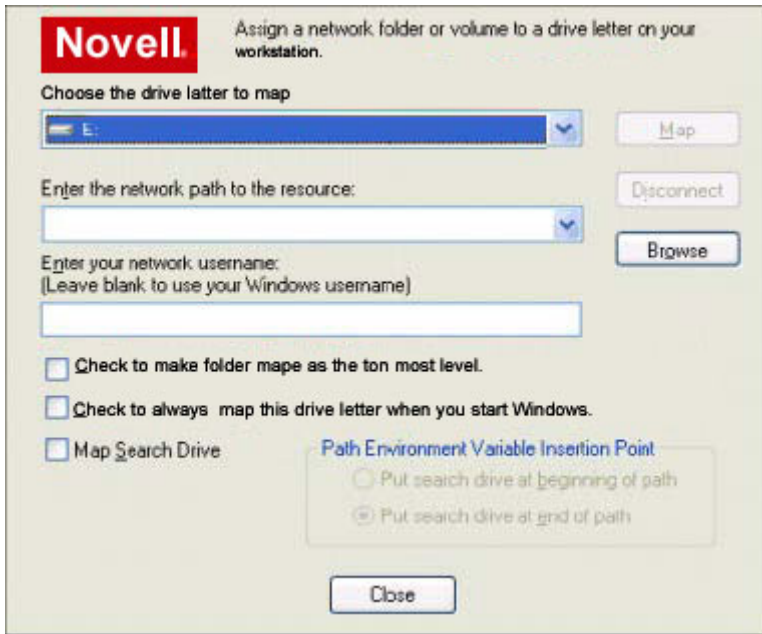 Novell.
Assign a network folder or volume to a drive letter on your
workstation.
Choose the drive latter to map
E:
Map
Enter the network path to the resource:
Disconnect
Browse
Enter your network username:
(Leave blank to use your Windows username)
Check to make folder mape as the ton most level.
Check to always map this drive letter when you start Windows.
Map Search Drive
Path Environment Variable Insertion Point
Put search drive at beginning of path
Put search drive at end of path
Close